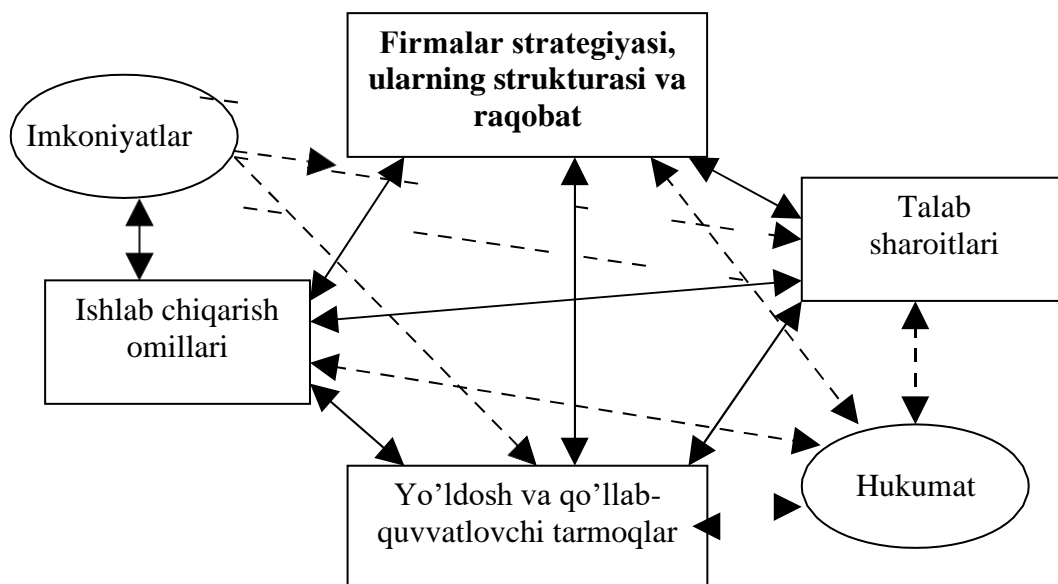 Firmalar strategiyasi,
ularning strukturasi va
raqobat
Imkoniyatlar
Talab
sharoitlari
Ishlab chiqarish
omillari
Yo’ldosh va qo’llab-
quvvatlovchi tarmoqlar
Hukumat